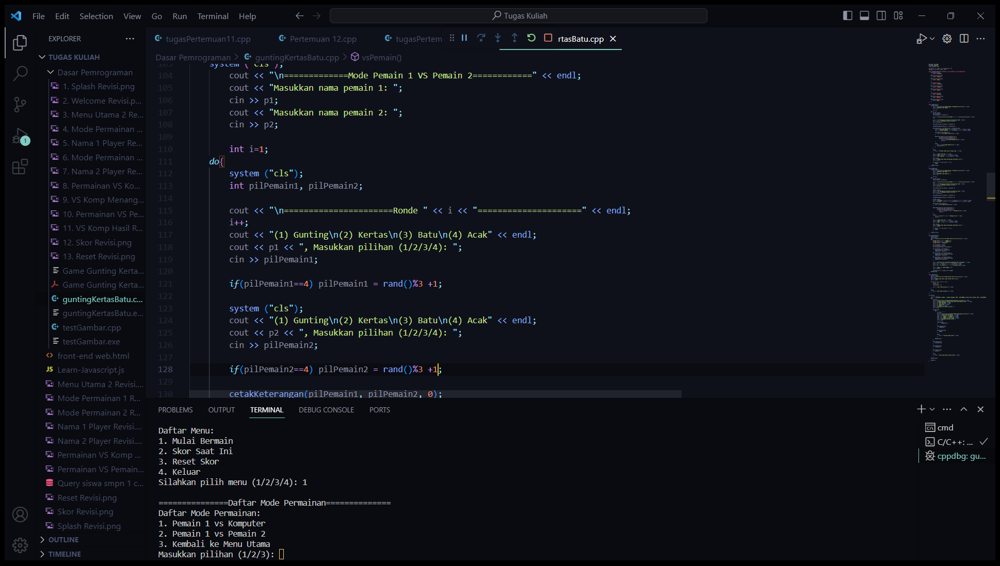 File Edit Selection View Go Run Terminal Help
Tugas Kuliah
EXPLORER
TUGAS KULIAH
Dasar Pemrograman
1. Splash Revisi.png
2. Welcome Revisi.p...
3. Menu Utama 2 Re...
4. Mode Permainan ...
5. Nama 1 Player Re...
6. Mode Permainan ...
7. Nama 2 Player Re...
8. Permainan VS Ko...
9. VS Komp Menang...
10. Permainan VS Pe...
11. VS Komp Hasil R...
12. Skor Revisi.png
13. Reset Revisi.png
Game Gunting Kerta...
Game Gunting Kerta...
guntingKertasBatu.c...
guntingKertasBatu.e...
testGambar.cpp
testGambar.exe
front-end web.html
JS Learn-Javascript.js
Menu Utama 2 Revisi....
Mode Permainan 1 R...
Mode Permainan 2 R...
Nama 1 Player Revisi....
Nama 2 Player Revisi....
Permainan VS Komp ...
Permainan VS Pemain...
Query siswa smpn 1 c...
Reset Revisi.png
Skor Revisi.png
Splash Revisi.png
OUTLINE
TIMELINE
1
tugasPertemuan11.cpp Pertemuan 12.cpp tugasPertem rtasBatu.cpp
Dasar Pemrograman > guntingKertasBatu.cpp > vsPemain()
103 system ("cls");
104 cout << "\n=============Mode Pemain 1 VS Pemain 2============" << endl;
105 cout << "Masukkan nama pemain 1: ";
106 cin >> p1;
107 cout << "Masukkan nama pemain 2: ";
108 cin >> p2;
109
110 int i=1;
111 do{
112 system ("cls");
113 int pilPemain1, pilPemain2;
114
115 cout << "\n======================Ronde " << i << "=====================" << endl;
116 i++;
117 cout << "(1) Gunting\n(2) Kertas\n(3) Batu\n(4) Acak" << endl;
118 cout << p1 << ", Masukkan pilihan (1/2/3/4): ";
119 cin >> pilPemain1;
120
121 if(pilPemain1==4) pilPemain1 = rand()%3 +1;
122
123 system ("cls");
124 cout << "(1) Gunting\n(2) Kertas\n(3) Batu\n(4) Acak" << endl;
125 cout << p2 << ", Masukkan pilihan (1/2/3/4): ";
126 cin >> pilPemain2;
127
128 if(pilPemain2==4) pilPemain2 = rand()%3 +1;
129
130 cetakKeterangan(pilPemain1, pilPemain2, 0);
PROBLEMS OUTPUT TERMINAL DEBUG CONSOLE PORTS
Daftar Menu:
1. Mulai Bermain
2. Skor Saat Ini
3. Reset Skor
4. Keluar
Silahkan pilih menu (1/2/3/4): 1
===============Daftar Mode Permainan==============
Daftar Mode Permainan:
1. Pemain 1 vs Komputer
2. Pemain 1 vs Pemain 2
3. Kembali ke Menu Utama
Masukkan pilihan (1/2/3):
cmd
C/C++: ...
cppdbg: gu...